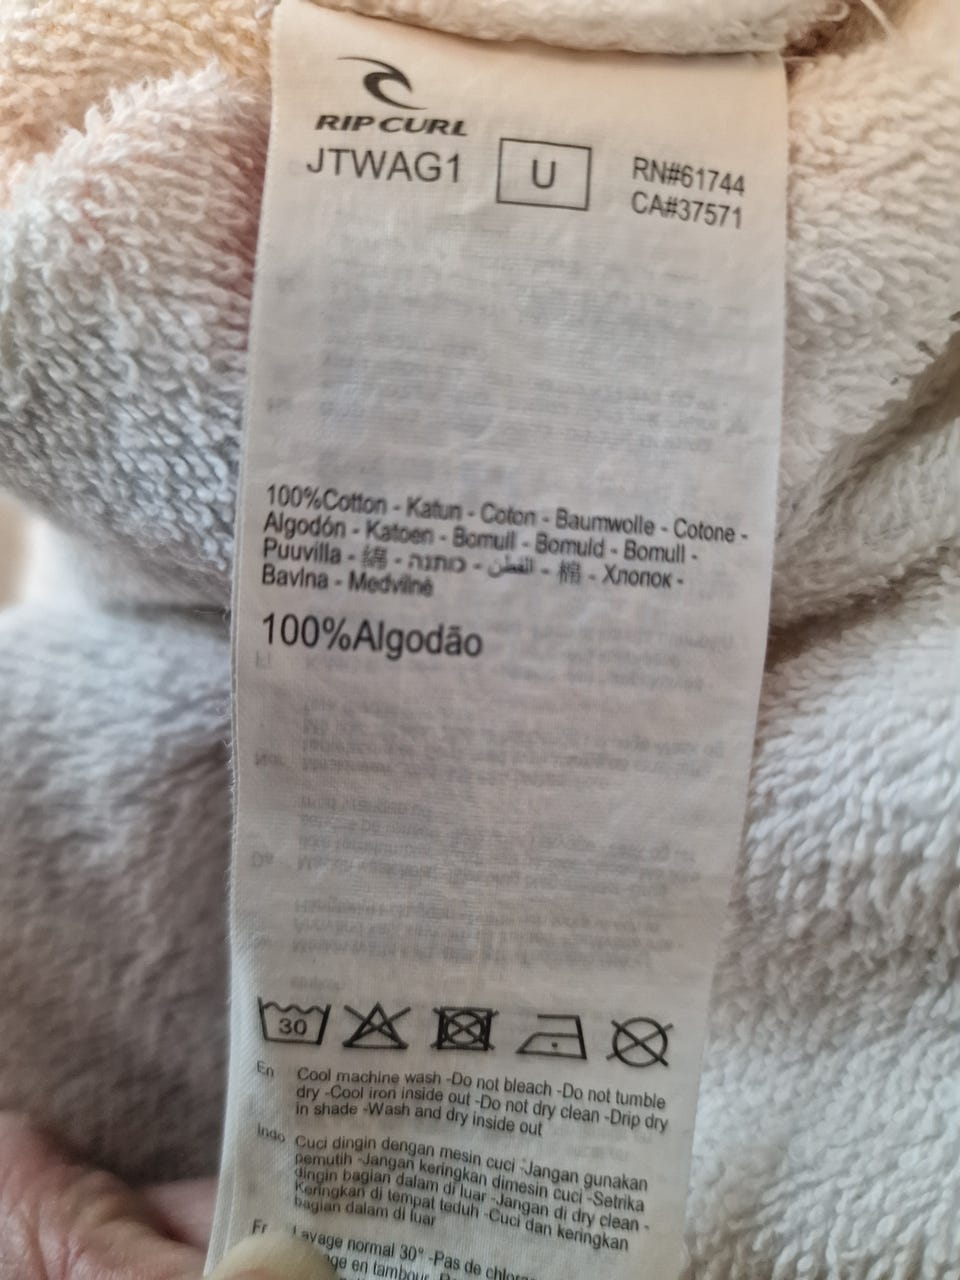 RIP CURL
JTWAG1
U
RN#61744
CA#37571
100%Cotton - Katun - Coton - Baumwolle - Cotone -
Algodón - Katoen - Bomull - Bomuld - Bomull -
Puuvilla - 綿 - כותנה - القطن - 棉 - Хлопок -
Bavlna - Medvilnė
100%Algodão
30
En Cool machine wash -Do not bleach -Do not tumble
dry -Cool iron inside out -Do not dry clean -Drip dry
in shade -Wash and dry inside out
Indo Cuci dingin dengan mesin cuci -Jangan gunakan
pemutih -Jangan keringkan dimesin cuci -Setrika
dingin bagian dalam di luar -Jangan di dry clean -
Keringkan di tempat teduh -Cuci dan keringkan
bagian dalam di luar
Fr Lavage normal 30° -Pas de
en